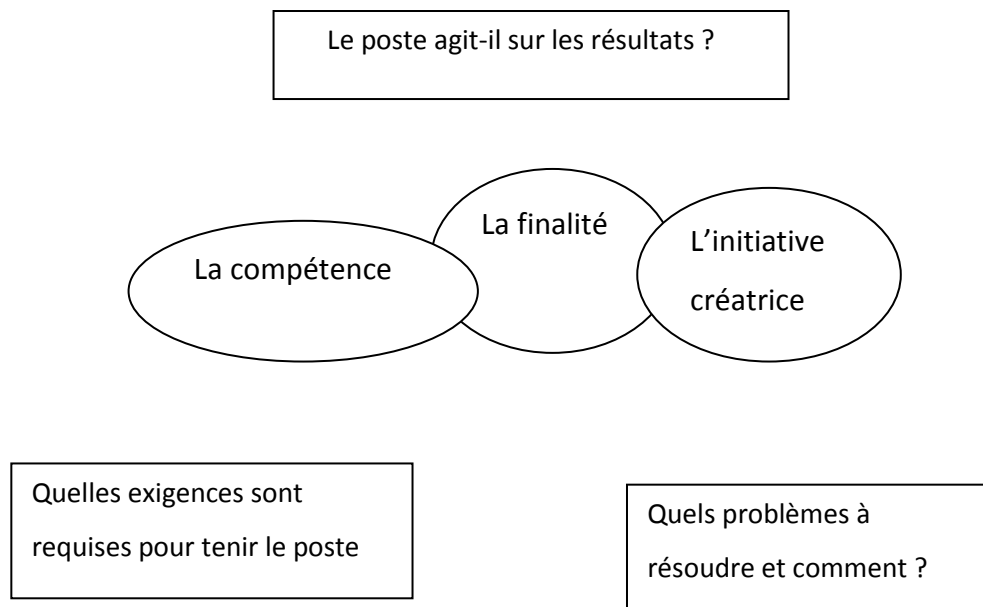 Le poste agit-il sur les résultats ?
La finalité
La compétence
L’initiative
créatrice
Quelles exigences sont
requises pour tenir le poste
Quels problèmes à
résoudre et comment ?